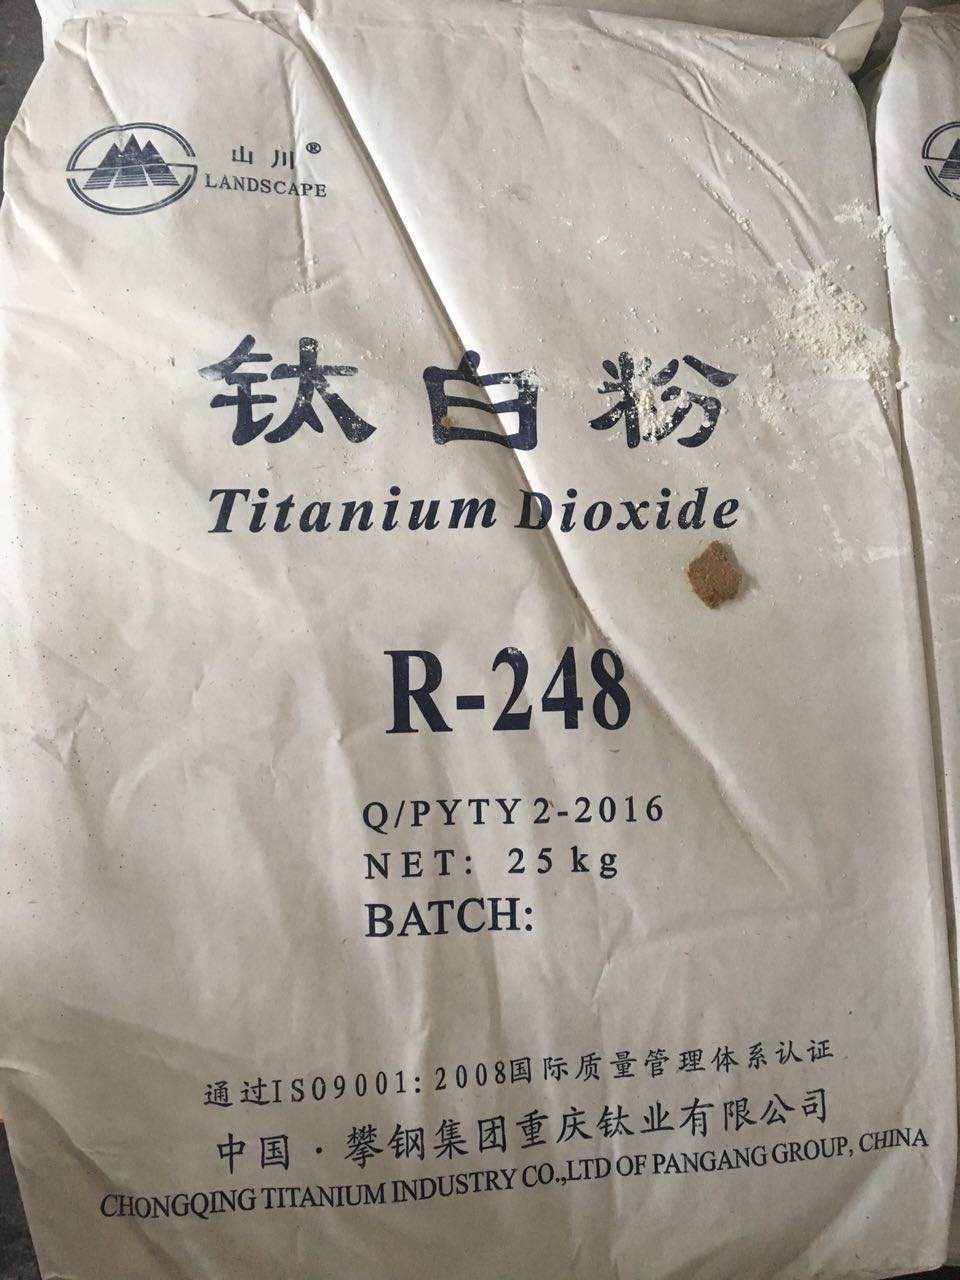 山川®
LANDSCAPE
钛白粉
Titanium Dioxide
R-248
Q/PYTY 2-2016
NET: 25kg
BATCH:
通过ISO9001:2008国际质量管理体系认证
中国·攀钢集团重庆钛业有限公司
CHONGQING TITANIUM INDUSTRY CO.,LTD OF PANGANG GROUP, CHINA